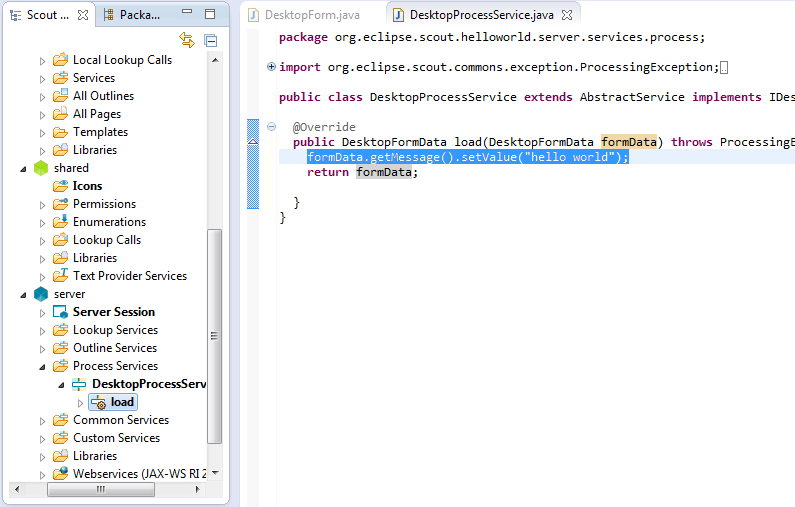 Scout ...
Packa...
Local Lookup Calls
Services
All Outlines
All Pages
Templates
Libraries
shared
Icons
Permissions
Enumerations
Lookup Calls
Libraries
Text Provider Services
server
Server Session
Lookup Services
Outline Services
Process Services
DesktopProcessServ
load
Common Services
Custom Services
Libraries
Webservices (JAX-WS RI 2
DesktopForm.java
DesktopProcessService.java
package org.eclipse.scout.helloworld.server.services.process;
import org.eclipse.scout.commons.exception.ProcessingException;
public class DesktopProcessService extends AbstractService implements IDes
@Override
public DesktopFormData load(DesktopFormData formData) throws ProcessingE
formData.getMessage().setValue("hello world");
return formData;
}
}